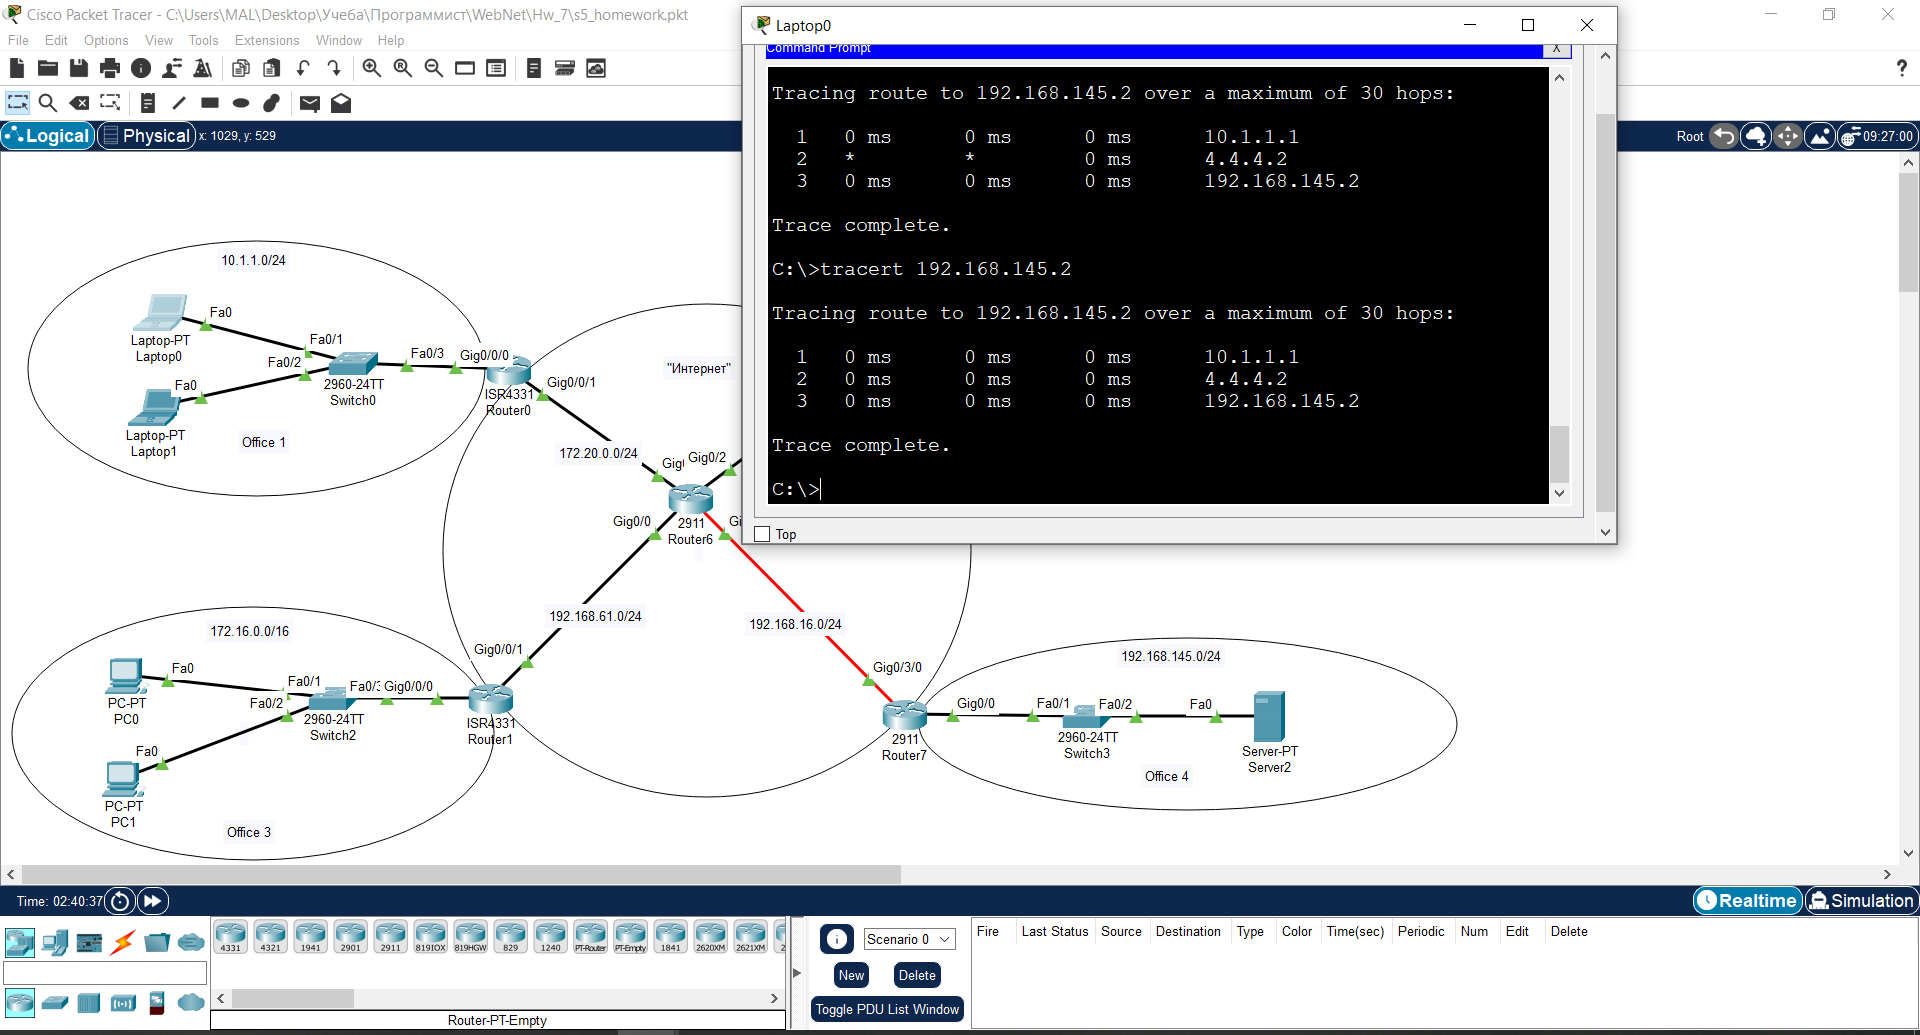 Cisco Packet Tracer - C:\Users\MAL\Desktop\Учеба\Программист\WebNet\Hw_7\s5_homework.pkt
File Edit Options View Tools Extensions Window Help
Logical Physical x: 1029, y: 529
Root 09:27:00
Laptop0
Command Prompt
X
Tracing route to 192.168.145.2 over a maximum of 30 hops:
1 0 ms 0 ms 0 ms 10.1.1.1
2 * * 0 ms 4.4.4.2
3 0 ms 0 ms 0 ms 192.168.145.2
Trace complete.
C:\>tracert 192.168.145.2
Tracing route to 192.168.145.2 over a maximum of 30 hops:
1 0 ms 0 ms 0 ms 10.1.1.1
2 0 ms 0 ms 0 ms 4.4.4.2
3 0 ms 0 ms 0 ms 192.168.145.2
Trace complete.
C:\>
Top
10.1.1.0/24
Fa0
Laptop-PT
Laptop0
Fa0/1
Fa0/2
Fa0/3
Gig0/0/0
2960-24TT
Switch0
Fa0
Laptop-PT
Laptop1
Office 1
ISR4331
Router0
Gig0/0/1
"Интернет"
172.20.0.0/24
Gig0/2
Gig0/0
2911
Router6
192.168.61.0/24
192.168.16.0/24
172.16.0.0/16
Fa0
PC-PT
PC0
Fa0/1
Fa0/2
Gig0/0/0
2960-24TT
Switch2
Fa0
PC-PT
PC1
Office 3
Gig0/0/1
ISR4331
Router1
Gig0/3/0
2911
Router7
192.168.145.0/24
Gig0/0
Fa0/1
Fa0/2
Fa0
2960-24TT
Switch3
Server-PT
Server2
Office 4
Time: 02:40:37
Realtime Simulation
4331 4321 1941 2901 2911 819IOX 819HGW 829 1240 PT-Router PT-Empty 1841 2620XM 2621XM
Router-PT-Empty
Scenario 0
New Delete
Toggle PDU List Window
Fire Last Status Source Destination Type Color Time(sec) Periodic Num Edit Delete